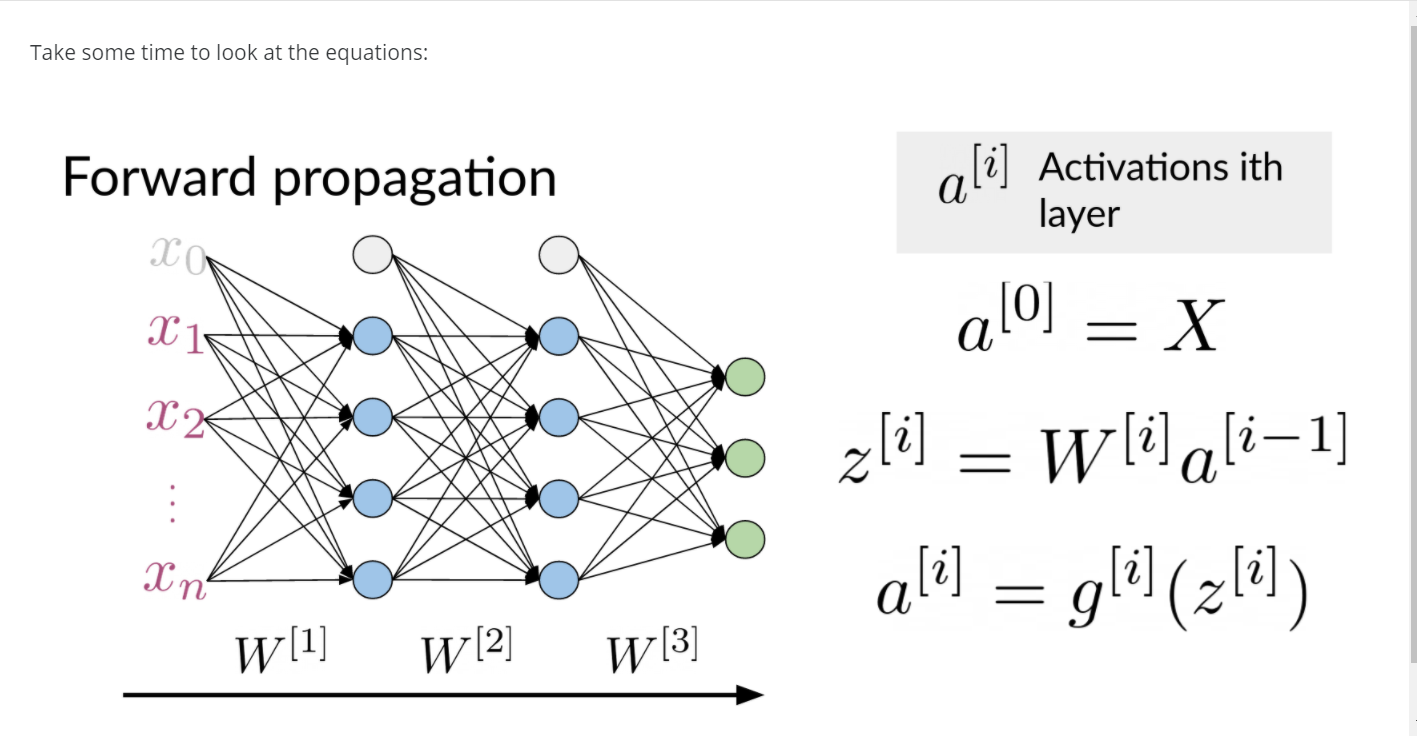 Take some time to look at the equations:
Forward propagation
a^[i] Activations ith
layer
x_0
x_1
x_2
⋮
x_n
W^[1] W^[2] W^[3]
a^[0] = X
z^[i] = W^[i] a^[i−1]
a^[i] = g^[i](z^[i])